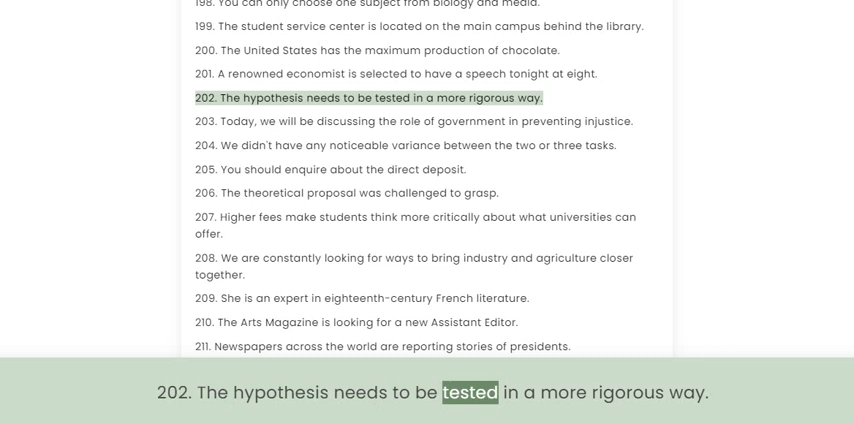 198. You can only choose one subject from biology and media.
199. The student service center is located on the main campus behind the library.
200. The United States has the maximum production of chocolate.
201. A renowned economist is selected to have a speech tonight at eight.
202. The hypothesis needs to be tested in a more rigorous way.
203. Today, we will be discussing the role of government in preventing injustice.
204. We didn't have any noticeable variance between the two or three tasks.
205. You should enquire about the direct deposit.
206. The theoretical proposal was challenged to grasp.
207. Higher fees make students think more critically about what universities can
offer.
208. We are constantly looking for ways to bring industry and agriculture closer
together.
209. She is an expert in eighteenth-century French literature.
210. The Arts Magazine is looking for a new Assistant Editor.
211. Newspapers across the world are reporting stories of presidents.
202. The hypothesis needs to be tested in a more rigorous way.